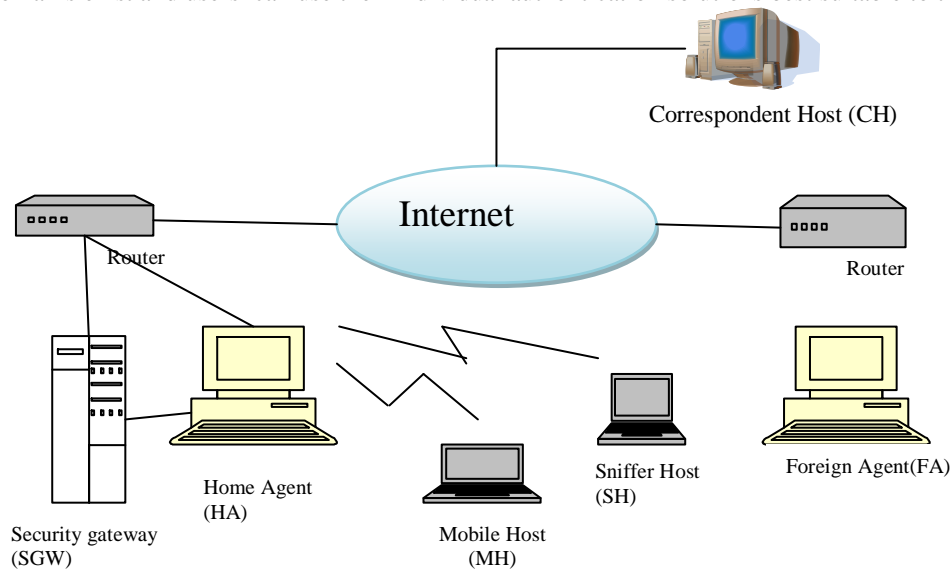 Correspondent Host (CH)
Internet
Router
Router
Sniffer Host
(SH)
Foreign Agent(FA)
Home Agent
(HA)
Mobile Host
(MH)
Security gateway
(SGW)